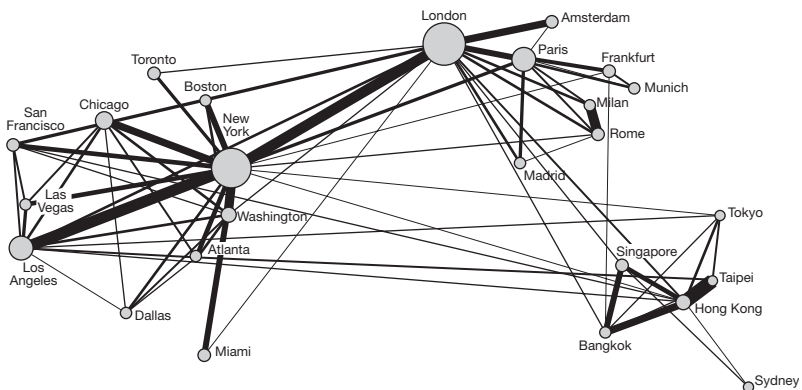 London
Amsterdam
Paris
Toronto
Frankfurt
Boston
Munich
San
Francisco
Chicago
New
York
Milan
Rome
Madrid
Las
Vegas
Washington
Tokyo
Los
Angeles
Atlanta
Singapore
Taipei
Hong Kong
Dallas
Bangkok
Miami
Sydney